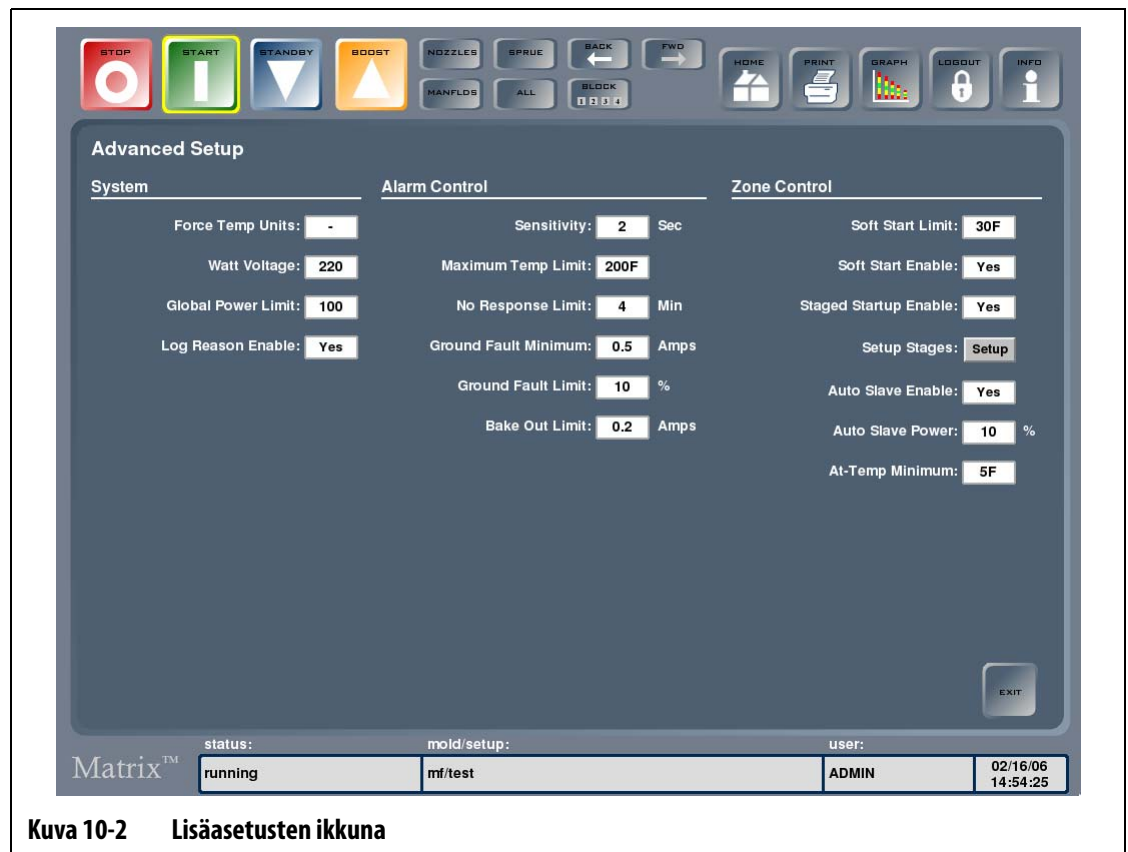 STOP START STANDBY BOOST NOZZLES SPRUE BACK FWD HOME PRINT GRAPH LOGOUT INFO
MANFLDS ALL BLOCK
1 2 3 4
Advanced Setup
System Alarm Control Zone Control
Force Temp Units: - Sensitivity: 2 Sec Soft Start Limit: 30F
Watt Voltage: 220 Maximum Temp Limit: 200F Soft Start Enable: Yes
Global Power Limit: 100 No Response Limit: 4 Min Staged Startup Enable: Yes
Log Reason Enable: Yes Ground Fault Minimum: 0.5 Amps Setup Stages: Setup
Ground Fault Limit: 10 % Auto Slave Enable: Yes
Bake Out Limit: 0.2 Amps Auto Slave Power: 10 %
At-Temp Minimum: 5F
EXIT
status: mold/setup: user:
Matrix™ running mf/test ADMIN 02/16/06
14:54:25
Kuva 10-2 Lisäasetusten ikkuna